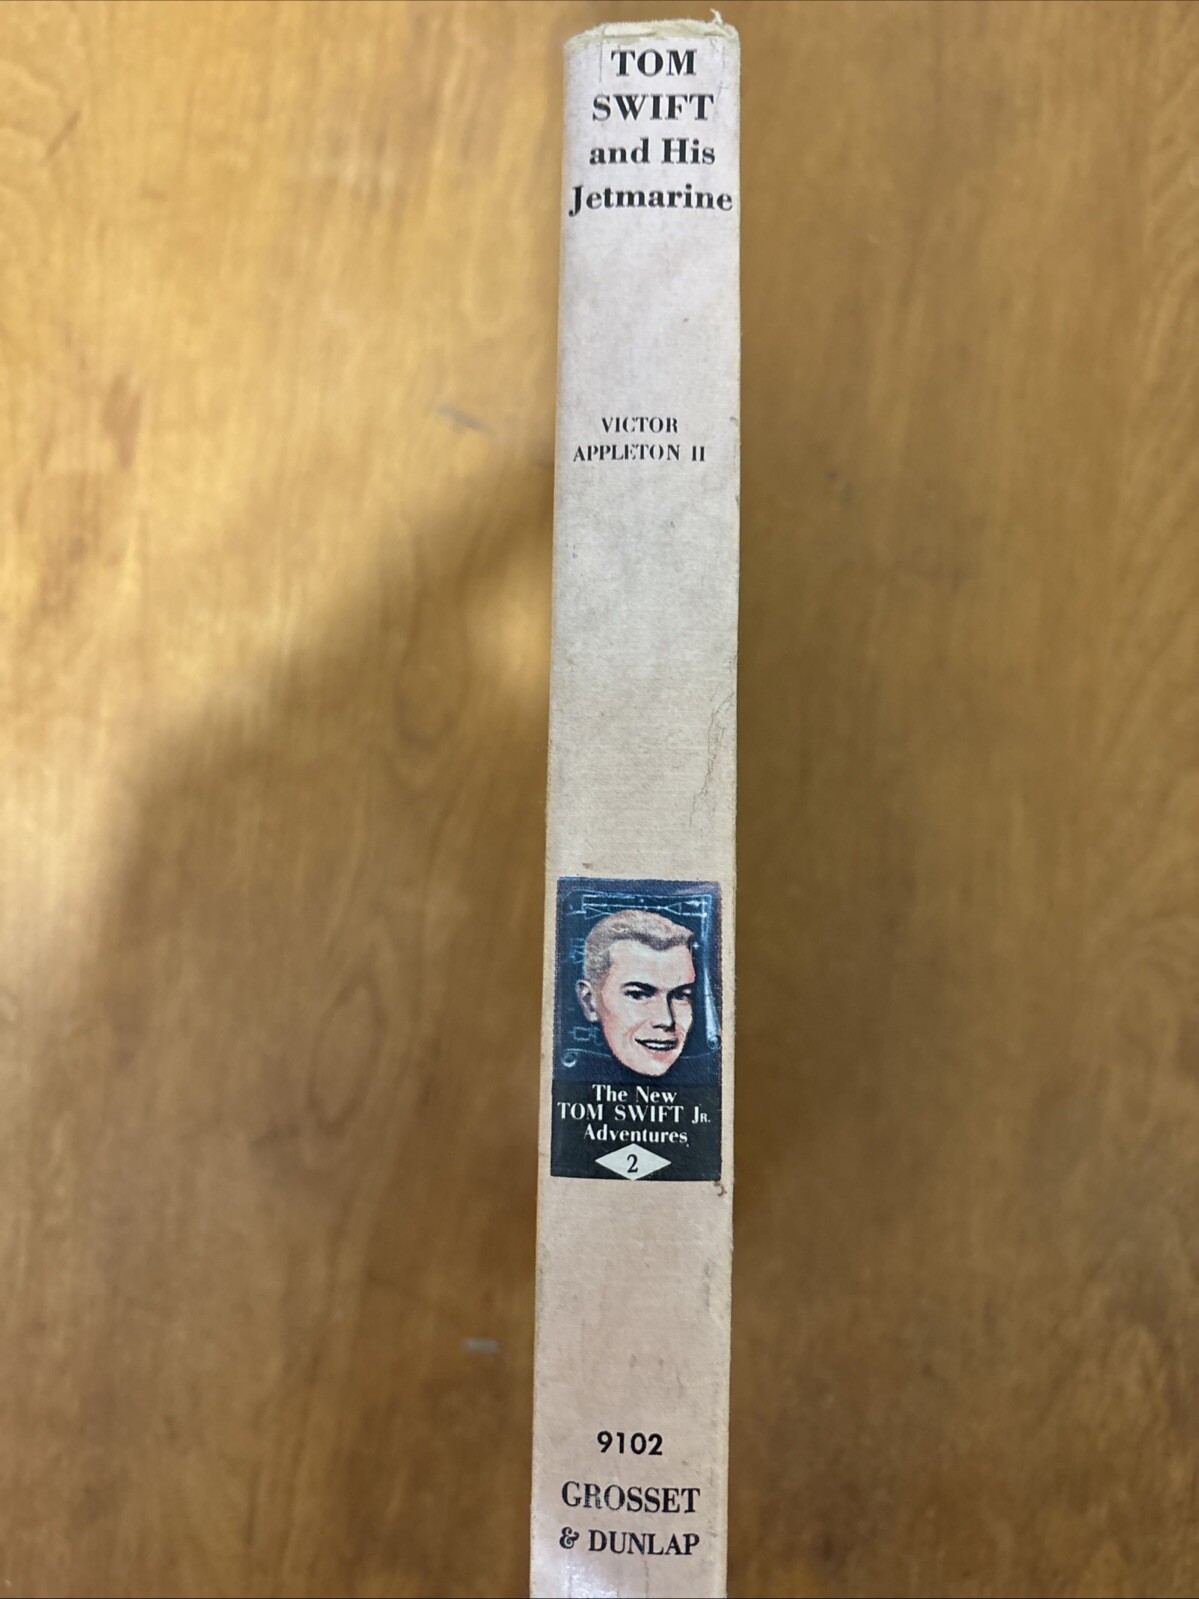 TOM
SWIFT
and His
Jetmarine
VICTOR
APPLETON II
The New
TOM SWIFT JR.
Adventures
2
9102
GROSSET
& DUNLAP